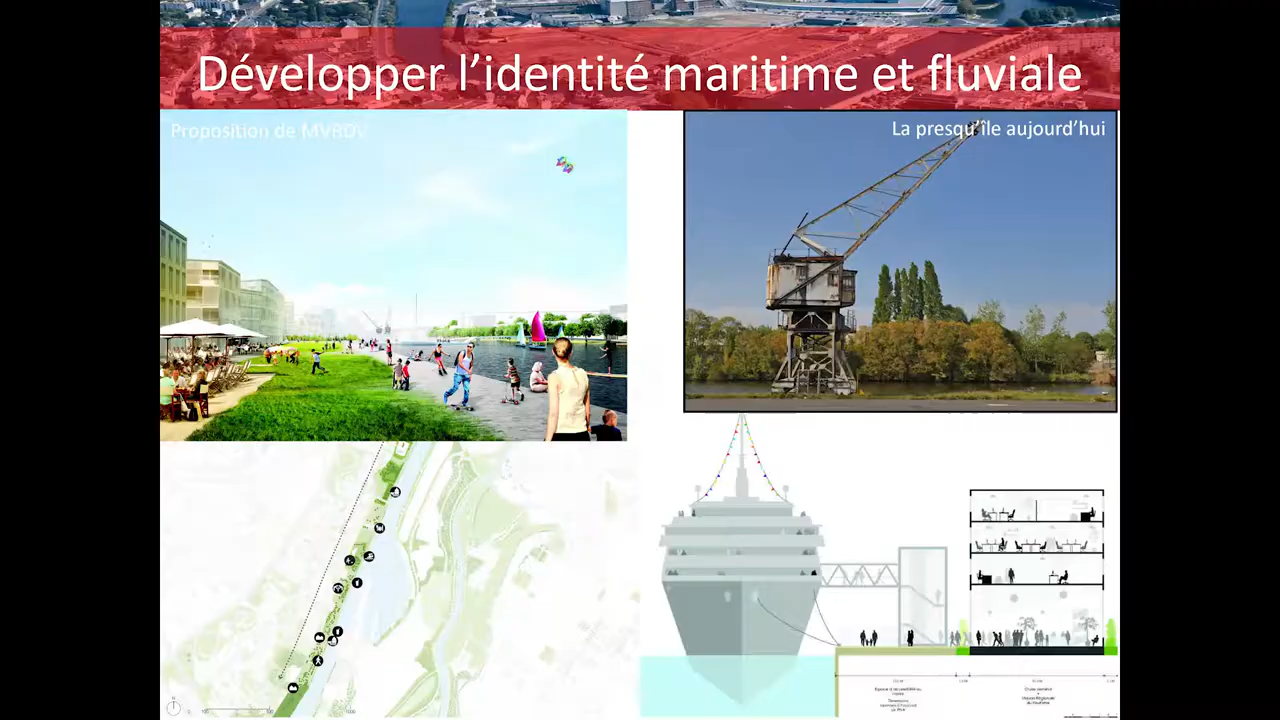 Développer l’identité maritime et fluviale
Proposition de MVRDV
La presqu’île aujourd’hui